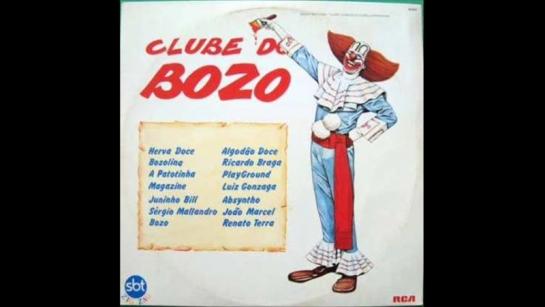 CLUBE DO
BOZO
Herva Doce
Bozolina
A Patotinha
Magazine
Juninho Bill
Sérgio Mallandro
Bozo
Algodão Doce
Ricardo Braga
PlayGround
Luiz Gonzaga
Absyntho
João Marcel
Renato Terra
sbt
RCA